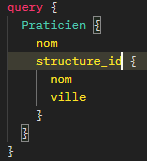 query {
  Praticien {
    nom
    structure_id {
      nom
      ville
    }
  }
}